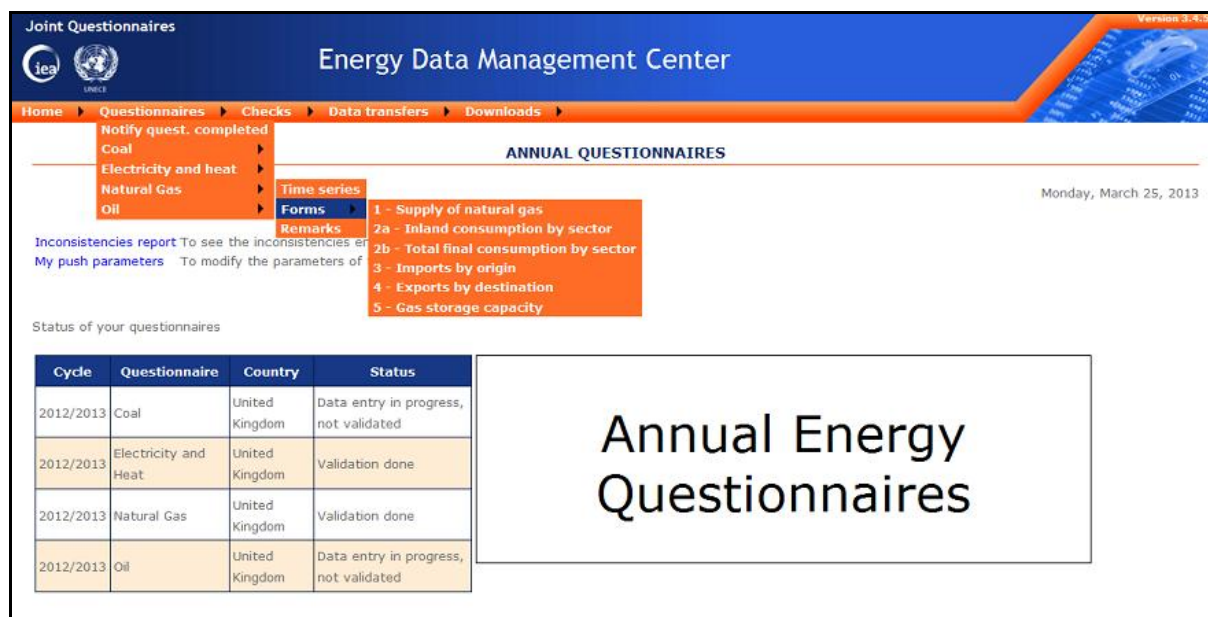 Joint Questionnaires
Version 3.4.5
iea
UNECE
Energy Data Management Center
Home Questionnaires Checks Data transfers Downloads
Notify quest. completed
Coal
Electricity and heat
Natural Gas
Oil
Time series
Forms
Remarks
1 - Supply of natural gas
2a - Inland consumption by sector
2b - Total final consumption by sector
3 - Imports by origin
4 - Exports by destination
5 - Gas storage capacity
ANNUAL QUESTIONNAIRES
Monday, March 25, 2013
Inconsistencies report To see the inconsistencies
My push parameters To modify the parameters of
Status of your questionnaires
Cycle Questionnaire Country Status
2012/2013 Coal United Kingdom Data entry in progress, not validated
2012/2013 Electricity and Heat United Kingdom Validation done
2012/2013 Natural Gas United Kingdom Validation done
2012/2013 Oil United Kingdom Data entry in progress, not validated
Annual Energy
Questionnaires